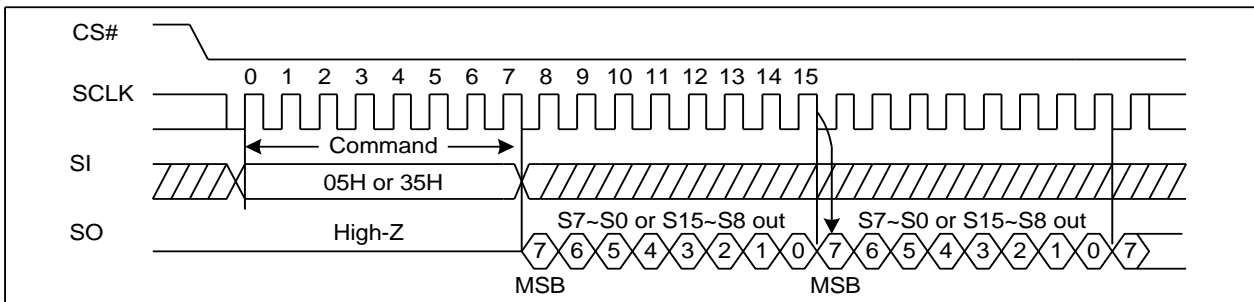 CS#
0 1 2 3 4 5 6 7 8 9 10 11 12 13 14 15
SCLK
Command
SI
05H or 35H
S7~S0 or S15~S8 out S7~S0 or S15~S8 out
SO High-Z
7 6 5 4 3 2 1 0 7 6 5 4 3 2 1 0 7
MSB MSB